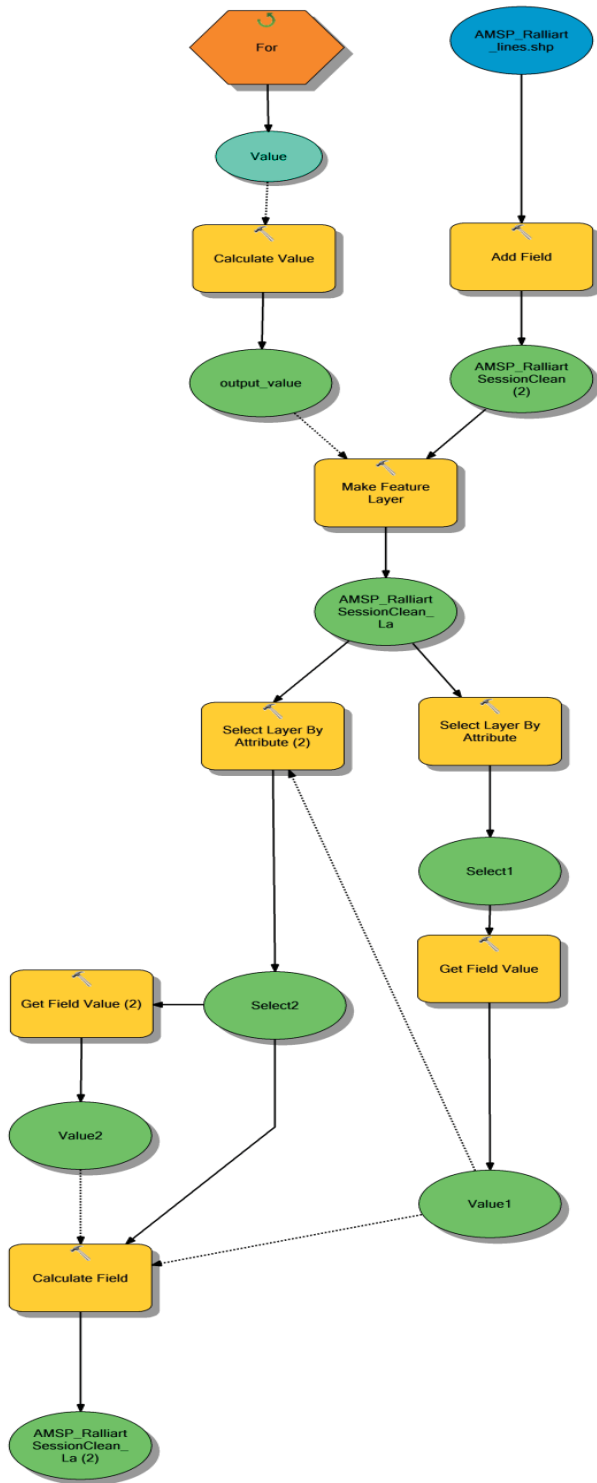 For
AMSP_Ralliart
_lines.shp
Value
Calculate Value
Add Field
output_value
AMSP_Ralliart
SessionClean
(2)
Make Feature
Layer
AMSP_Ralliart
SessionClean_
La
Select Layer By
Attribute (2)
Select Layer By
Attribute
Select1
Get Field Value
Get Field Value (2)
Select2
Value2
Value1
Calculate Field
AMSP_Ralliart
SessionClean_
La (2)